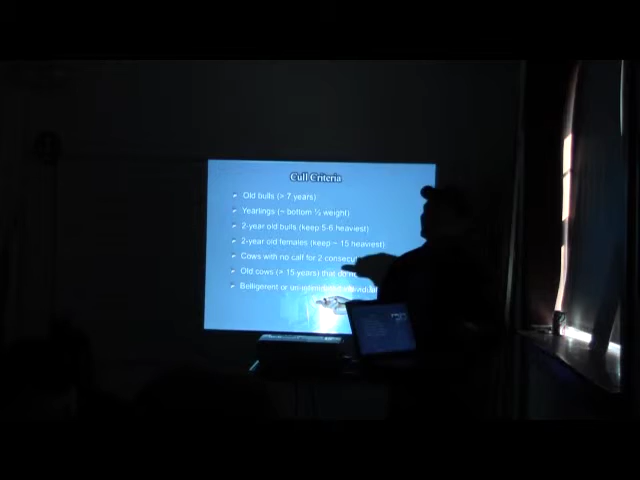 Cull Criteria
Old bulls (> 7 years)
Yearlings (~ bottom ½ weight)
2-year old bulls (keep 5-6 heaviest)
2-year old females (keep ~ 15 heaviest)
Cows with no calf for 2
Old cows (> 15 years) that do
Belligerent or